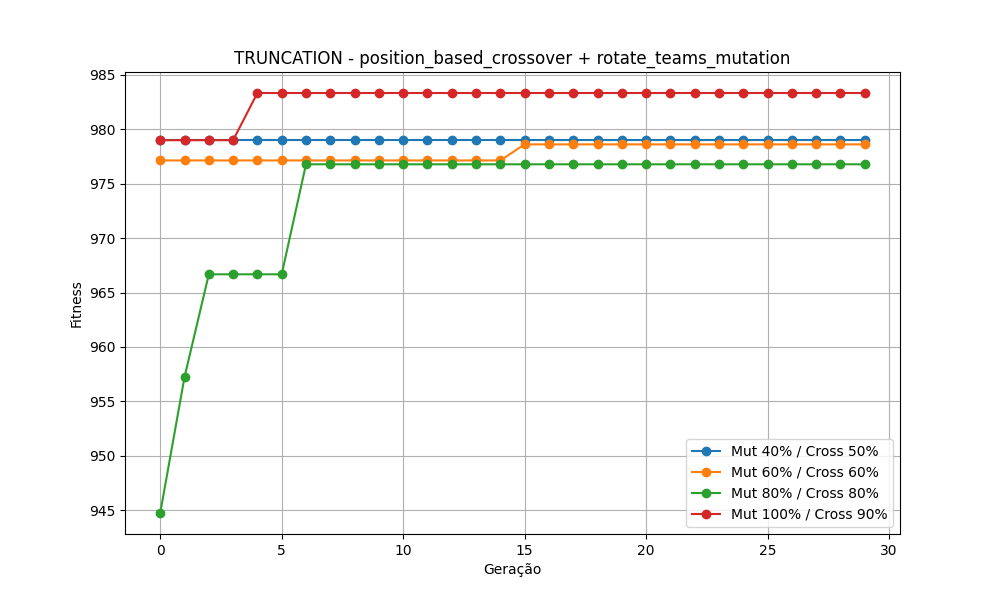 TRUNCATION - position_based_crossover + rotate_teams_mutation
985
980
975
970
965
960
955
950
945
Fitness
0 5 10 15 20 25 30
Geração
Mut 40% / Cross 50%
Mut 60% / Cross 60%
Mut 80% / Cross 80%
Mut 100% / Cross 90%